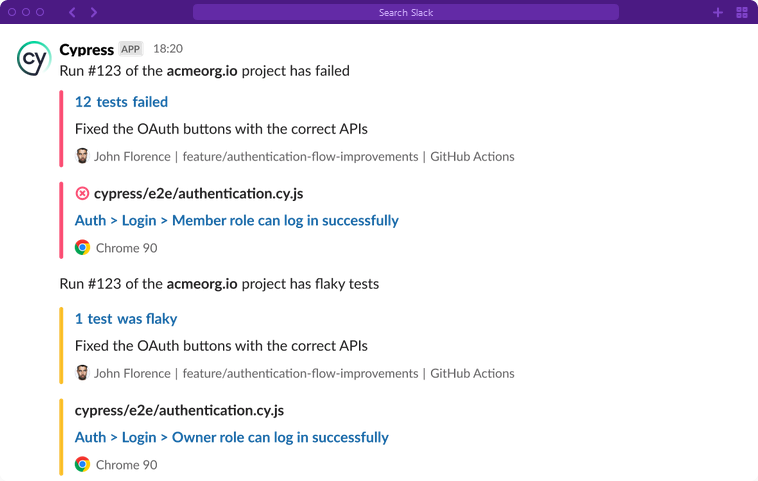 Search Slack
cy
Cypress APP 18:20
Run #123 of the acmeorg.io project has failed
12 tests failed
Fixed the OAuth buttons with the correct APIs
John Florence | feature/authentication-flow-improvements | GitHub Actions
cypress/e2e/authentication.cy.js
Auth > Login > Member role can log in successfully
Chrome 90
Run #123 of the acmeorg.io project has flaky tests
1 test was flaky
Fixed the OAuth buttons with the correct APIs
John Florence | feature/authentication-flow-improvements | GitHub Actions
cypress/e2e/authentication.cy.js
Auth > Login > Owner role can log in successfully
Chrome 90